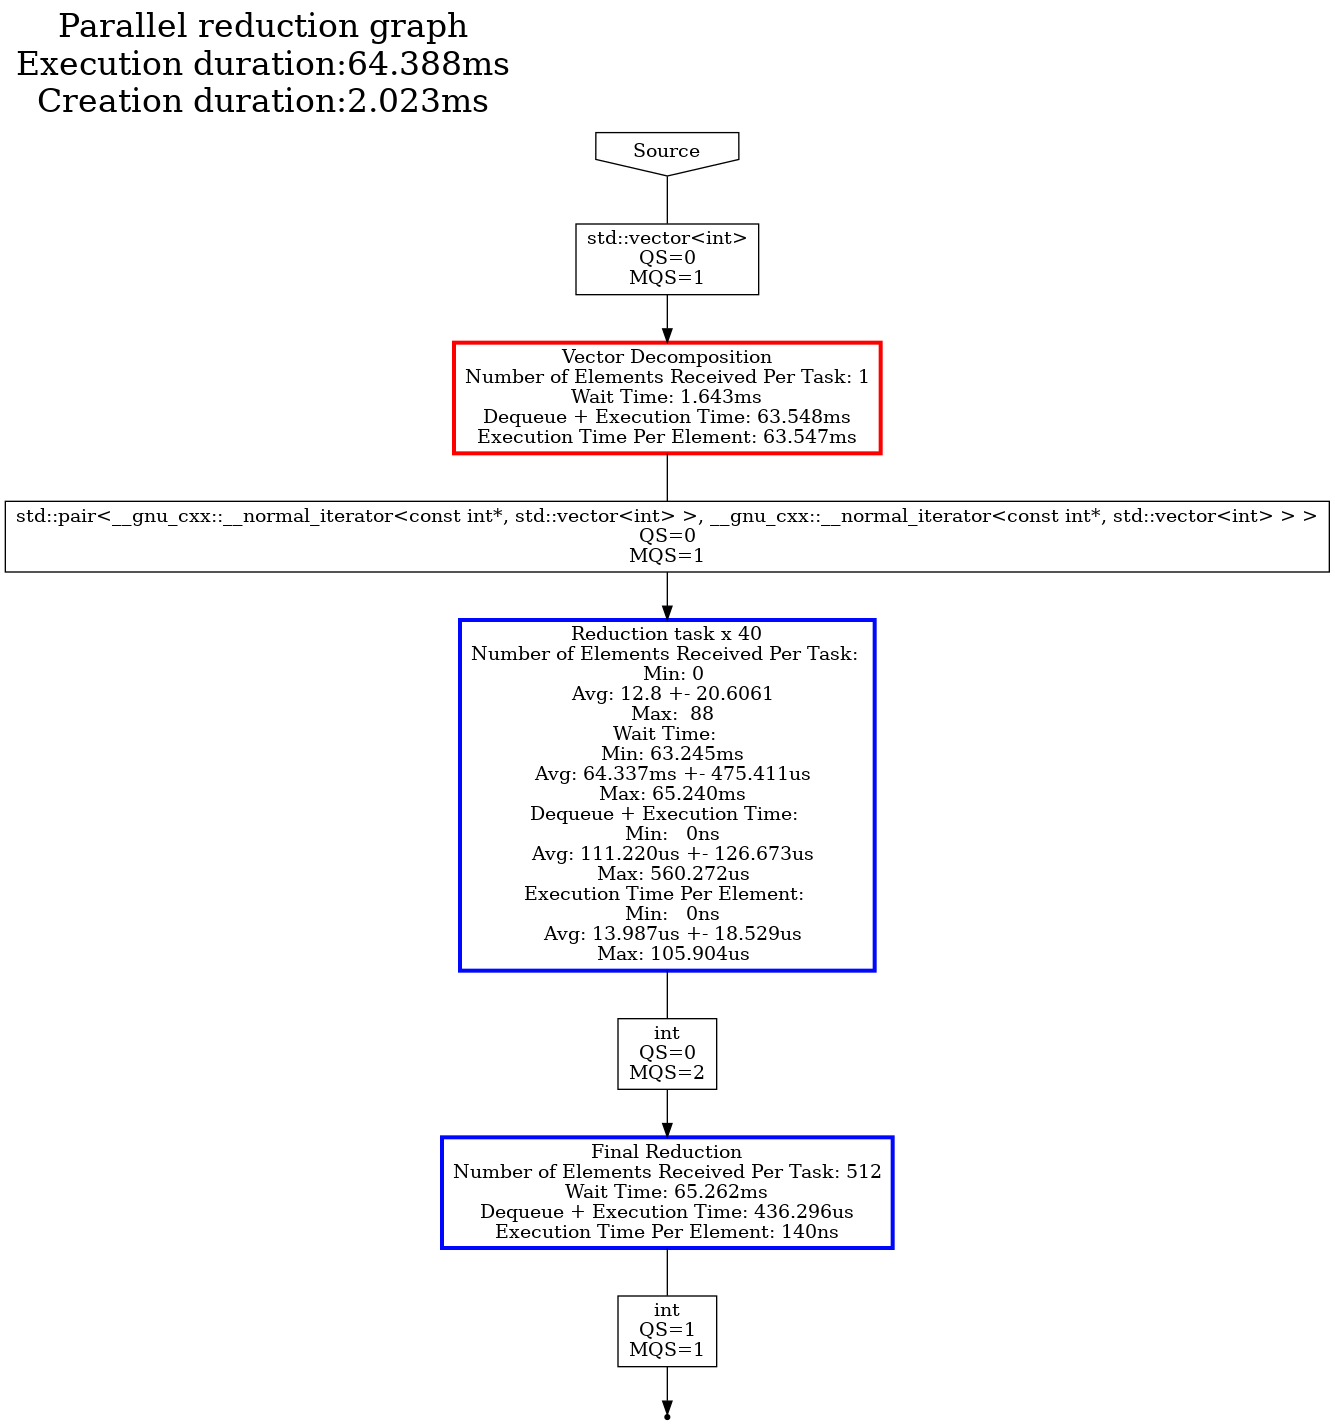 Parallel reduction graph
Execution duration:64.388ms
Creation duration:2.023ms
Source
std::vector<int>
QS=0
MQS=1
Vector Decomposition
Number of Elements Received Per Task: 1
Wait Time: 1.643ms
Dequeue + Execution Time: 63.548ms
Execution Time Per Element: 63.547ms
std::pair<__gnu_cxx::__normal_iterator<const int*, std::vector<int> >, __gnu_cxx::__normal_iterator<const int*, std::vector<int> > >
QS=0
MQS=1
Reduction task x 40
Number of Elements Received Per Task:
Min: 0
Avg: 12.8 +- 20.6061
Max:  88
Wait Time:
Min: 63.245ms
Avg: 64.337ms +- 475.411us
Max: 65.240ms
Dequeue + Execution Time:
Min:   0ns
Avg: 111.220us +- 126.673us
Max: 560.272us
Execution Time Per Element:
Min:   0ns
Avg: 13.987us +- 18.529us
Max: 105.904us
int
QS=0
MQS=2
Final Reduction
Number of Elements Received Per Task: 512
Wait Time: 65.262ms
Dequeue + Execution Time: 436.296us
Execution Time Per Element: 140ns
int
QS=1
MQS=1